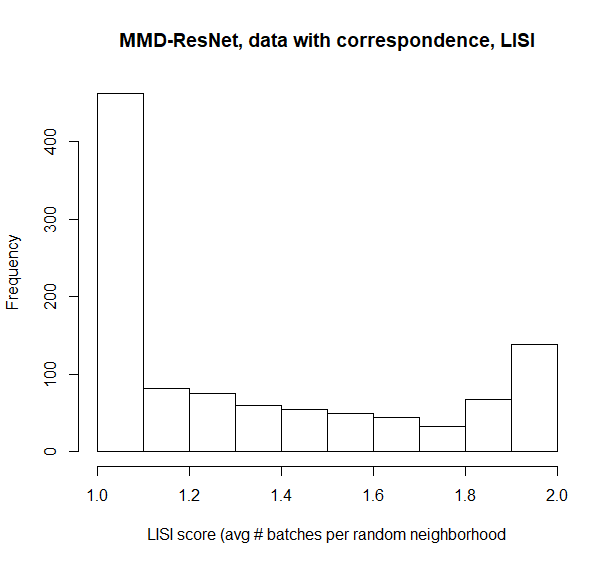 MMD-ResNet, data with correspondence, LISI
Frequency
400
300
200
100
0
1.0 1.2 1.4 1.6 1.8 2.0
LISI score (avg # batches per random neighborhood